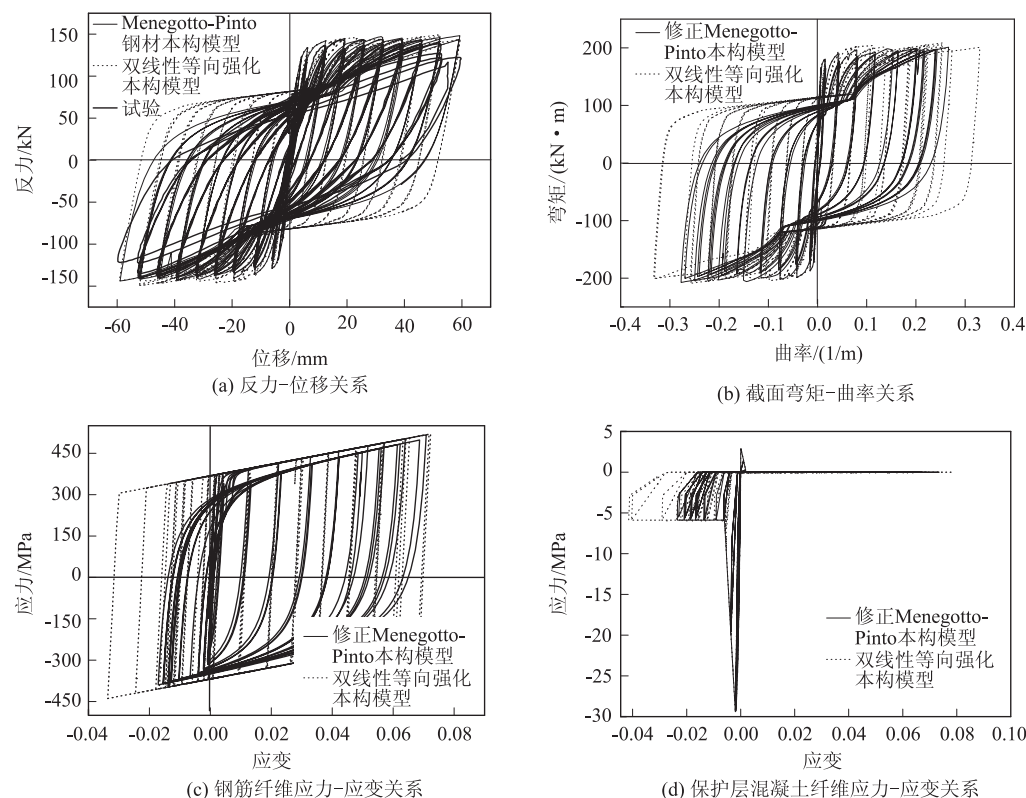 150
100
50
0
-50
-100
-150
反力/kN
Menegotto-Pinto
钢材本构模型
双线性等向强化
本构模型
试验
-60
-40
-20
0
20
40
60
位移/mm
(a) 反力-位移关系
200
100
0
-100
-200
弯矩/(kN·m)
修正Menegotto-
Pinto本构模型
双线性等向强化
本构模型
-0.4
-0.3
-0.2
-0.1
0.0
0.1
0.2
0.3
0.4
曲率/(1/m)
(b) 截面弯矩-曲率关系
450
300
150
0
-150
-300
-450
应力/MPa
修正Menegotto-
Pinto本构模型
双线性等向强化
本构模型
-0.04
-0.02
0.00
0.02
0.04
0.06
0.08
应变
(c) 钢筋纤维应力-应变关系
5
0
-5
-10
-15
-20
-25
-30
应力/MPa
修正Menegotto-
Pinto本构模型
双线性等向强化
本构模型
-0.04
-0.02
0.00
0.02
0.04
0.06
0.08
0.10
应变
(d) 保护层混凝土纤维应力-应变关系